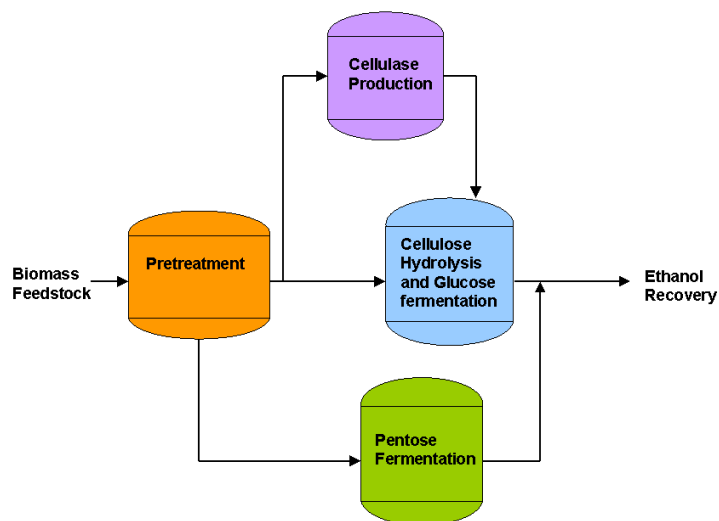 Cellulase
Production
Cellulose
Hydrolysis
and Glucose
fermentation
Pretreatment
Biomass
Feedstock
Ethanol
Recovery
Pentose
Fermentation